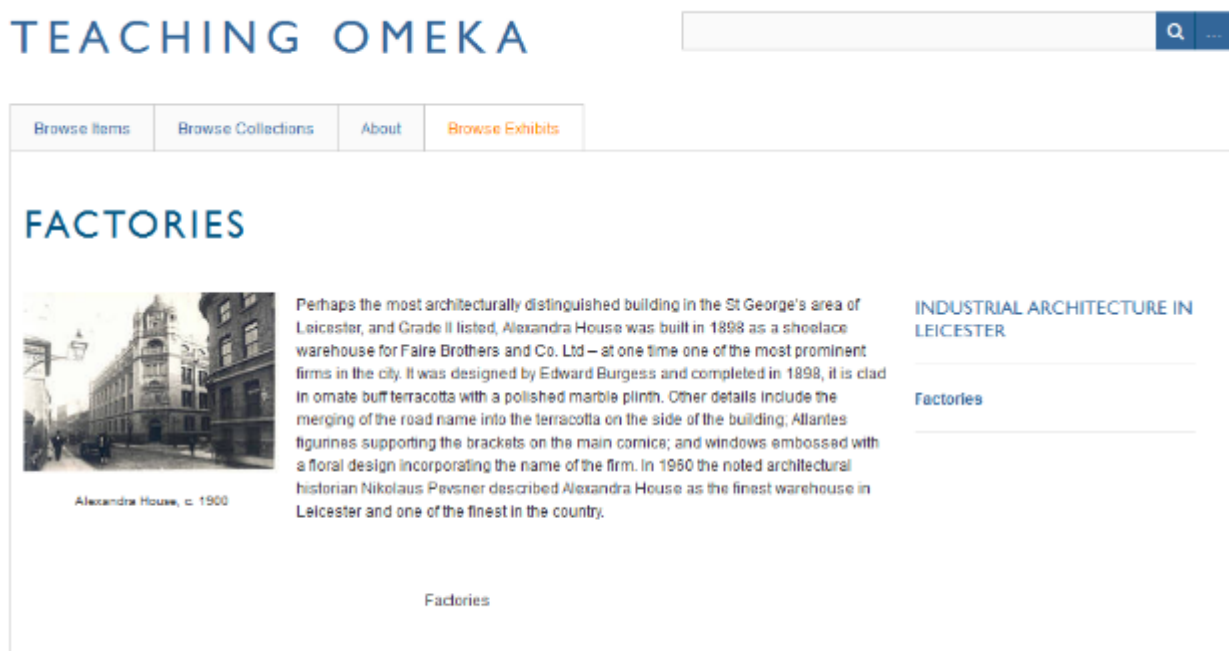 TEACHING OMEKA
...
Browse Items
Browse Collections
About
Browse Exhibits
FACTORIES
Alexandra House, c. 1900
Perhaps the most architecturally distinguished building in the St George's area of
Leicester, and Grade II listed, Alexandra House was built in 1898 as a shoelace
warehouse for Faire Brothers and Co. Ltd – at one time one of the most prominent
firms in the city. It was designed by Edward Burgess and completed in 1898, it is clad
in ornate buff terracotta with a polished marble plinth. Other details include the
merging of the road name into the terracotta on the side of the building; Atlantes
figurines supporting the brackets on the main cornice; and windows embossed with
a floral design incorporating the name of the firm. In 1960 the noted architectural
historian Nikolaus Pevsner described Alexandra House as the finest warehouse in
Leicester and one of the finest in the country.
INDUSTRIAL ARCHITECTURE IN
LEICESTER
Factories
Factories